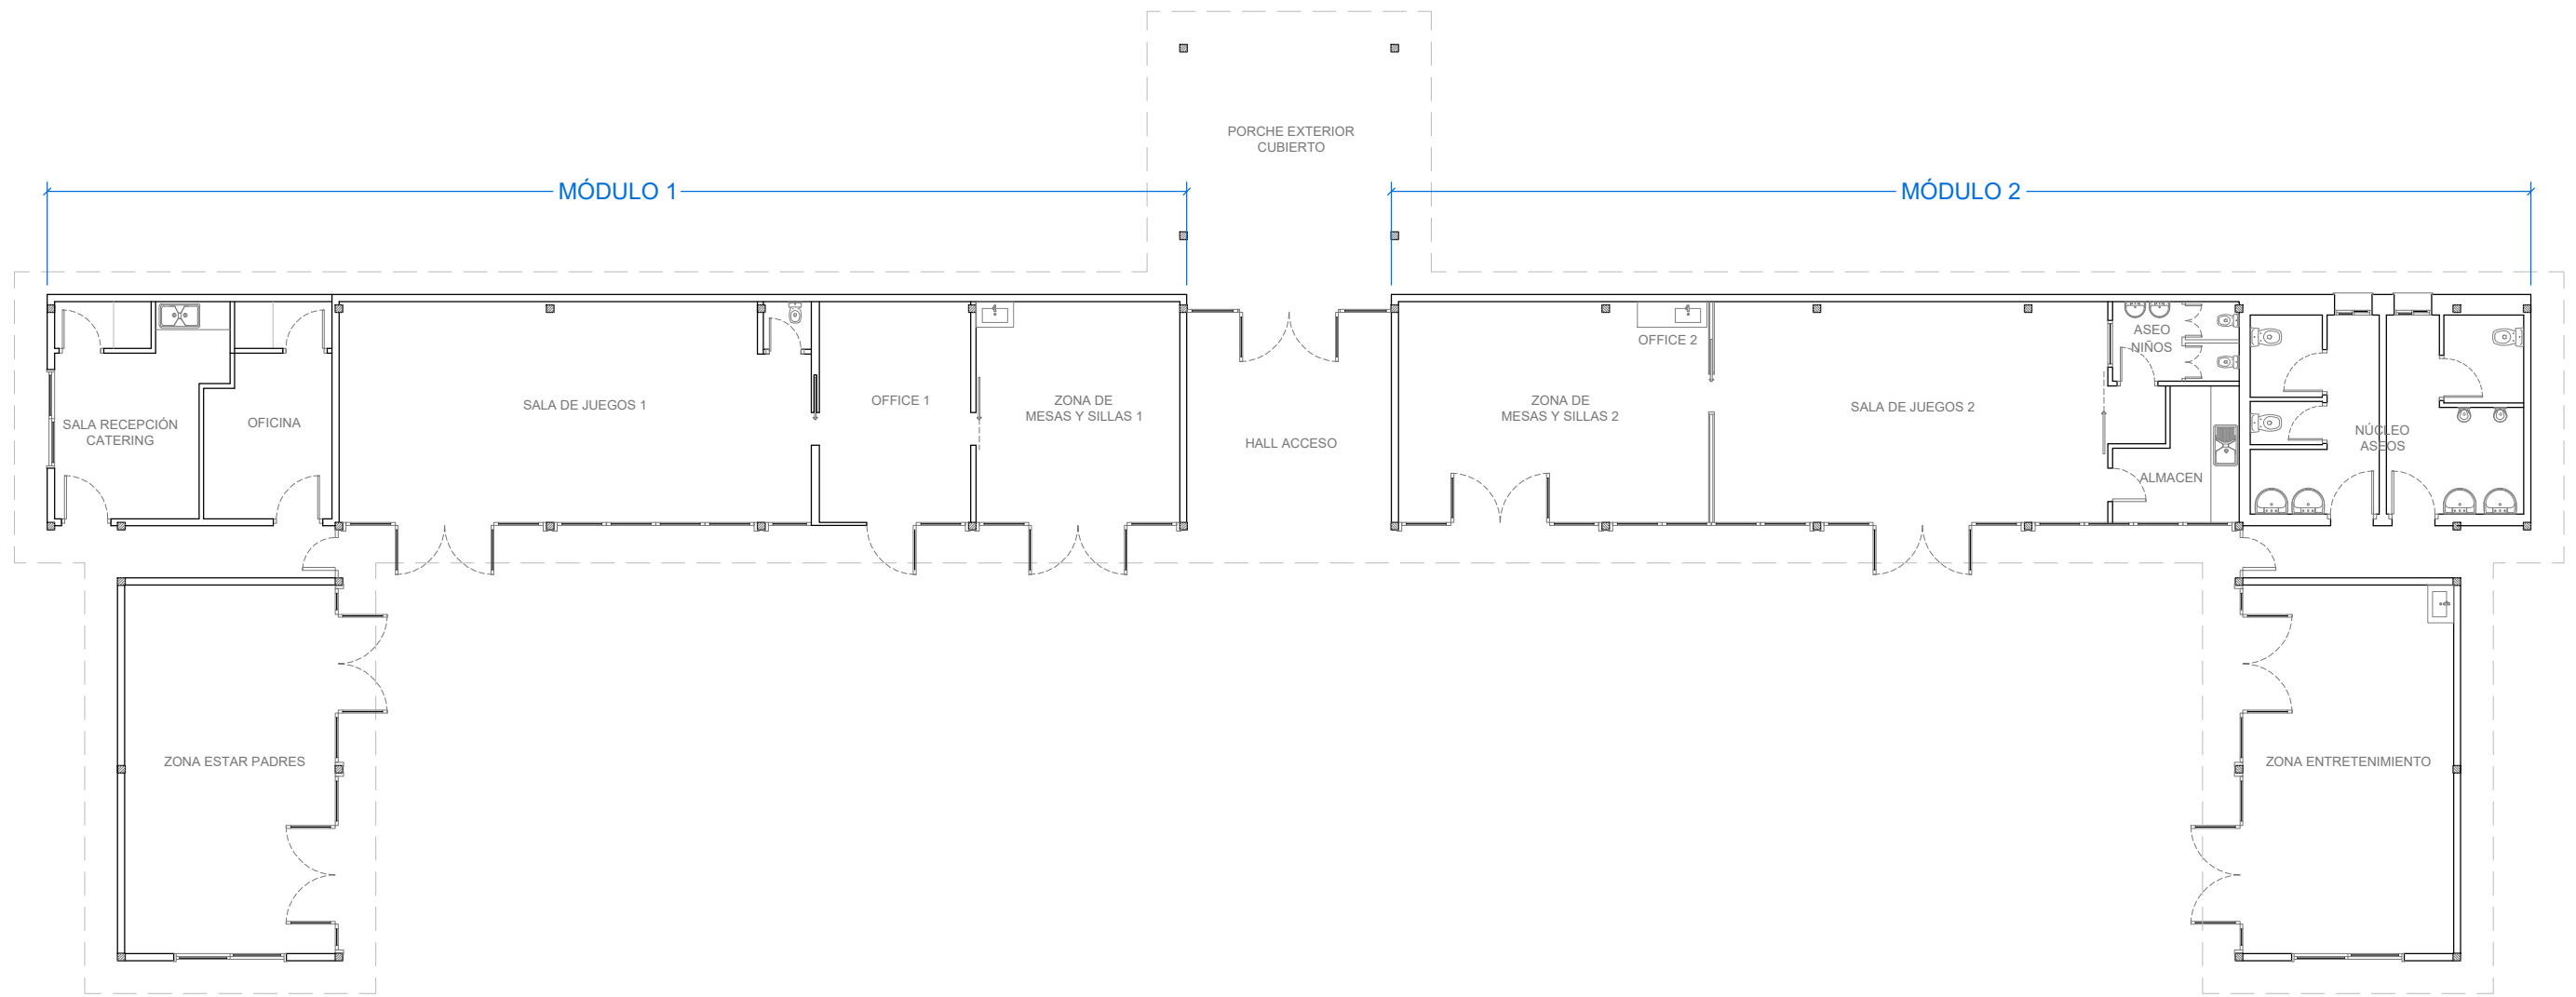 PORCHE EXTERIOR
CUBIERTO
MÓDULO 1
MÓDULO 2
SALA RECEPCIÓN
CATERING
OFICINA
SALA DE JUEGOS 1
OFFICE 1
ZONA DE
MESAS Y SILLAS 1
HALL ACCESO
ZONA DE
MESAS Y SILLAS 2
OFFICE 2
SALA DE JUEGOS 2
ASEO
NIÑOS
ALMACEN
NÚCLEO
ASEOS
ZONA ESTAR PADRES
ZONA ENTRETENIMIENTO